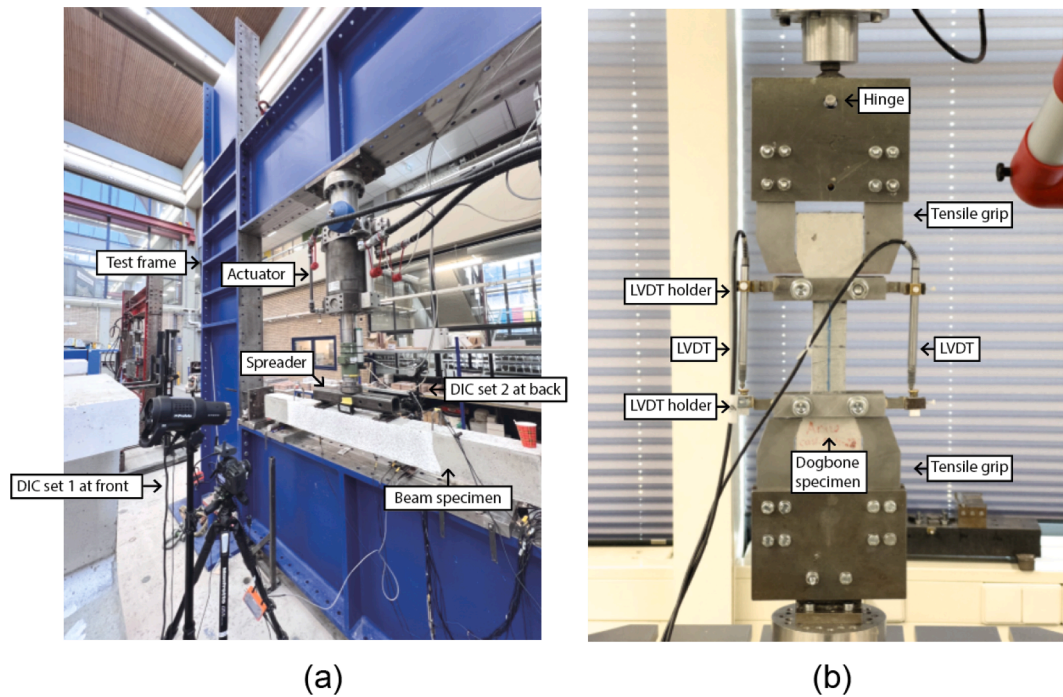 Test frame
Actuator
Spreader
DIC set 2 at back
DIC set 1 at front
Beam specimen
(a)
Hinge
Tensile grip
LVDT holder
LVDT
LVDT
LVDT holder
Dogbone
specimen
Tensile grip
(b)